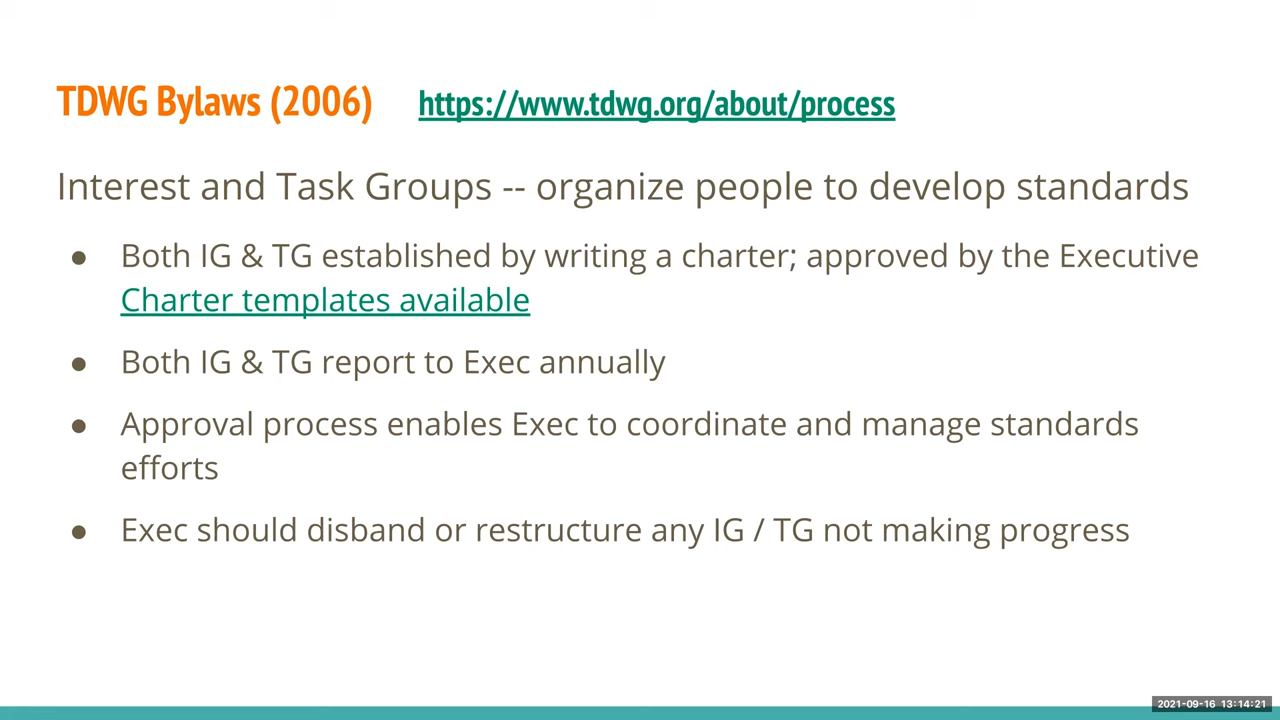 TDWG Bylaws (2006) https://www.tdwg.org/about/process
Interest and Task Groups -- organize people to develop standards
● Both IG & TG established by writing a charter; approved by the Executive
Charter templates available
● Both IG & TG report to Exec annually
● Approval process enables Exec to coordinate and manage standards
efforts
● Exec should disband or restructure any IG / TG not making progress
2021-09-16 13:14:21